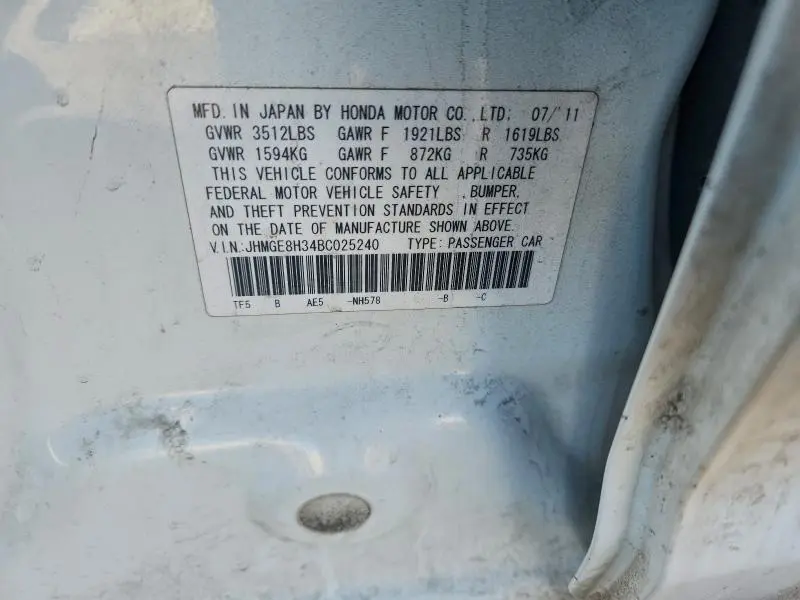 MFD. IN JAPAN BY HONDA MOTOR CO.,LTD; 07/'11
GVWR 3512LBS GAWR F 1921LBS R 1619LBS
GVWR 1594KG GAWR F 872KG R 735KG
THIS VEHICLE CONFORMS TO ALL APPLICABLE
FEDERAL MOTOR VEHICLE SAFETY ,BUMPER,
AND THEFT PREVENTION STANDARDS IN EFFECT
ON THE DATE OF MANUFACTURE SHOWN ABOVE.
V.I.N.:JHMGE8H34BC025240 TYPE: PASSENGER CAR
TF5 B AE5 -NH578 -B -C